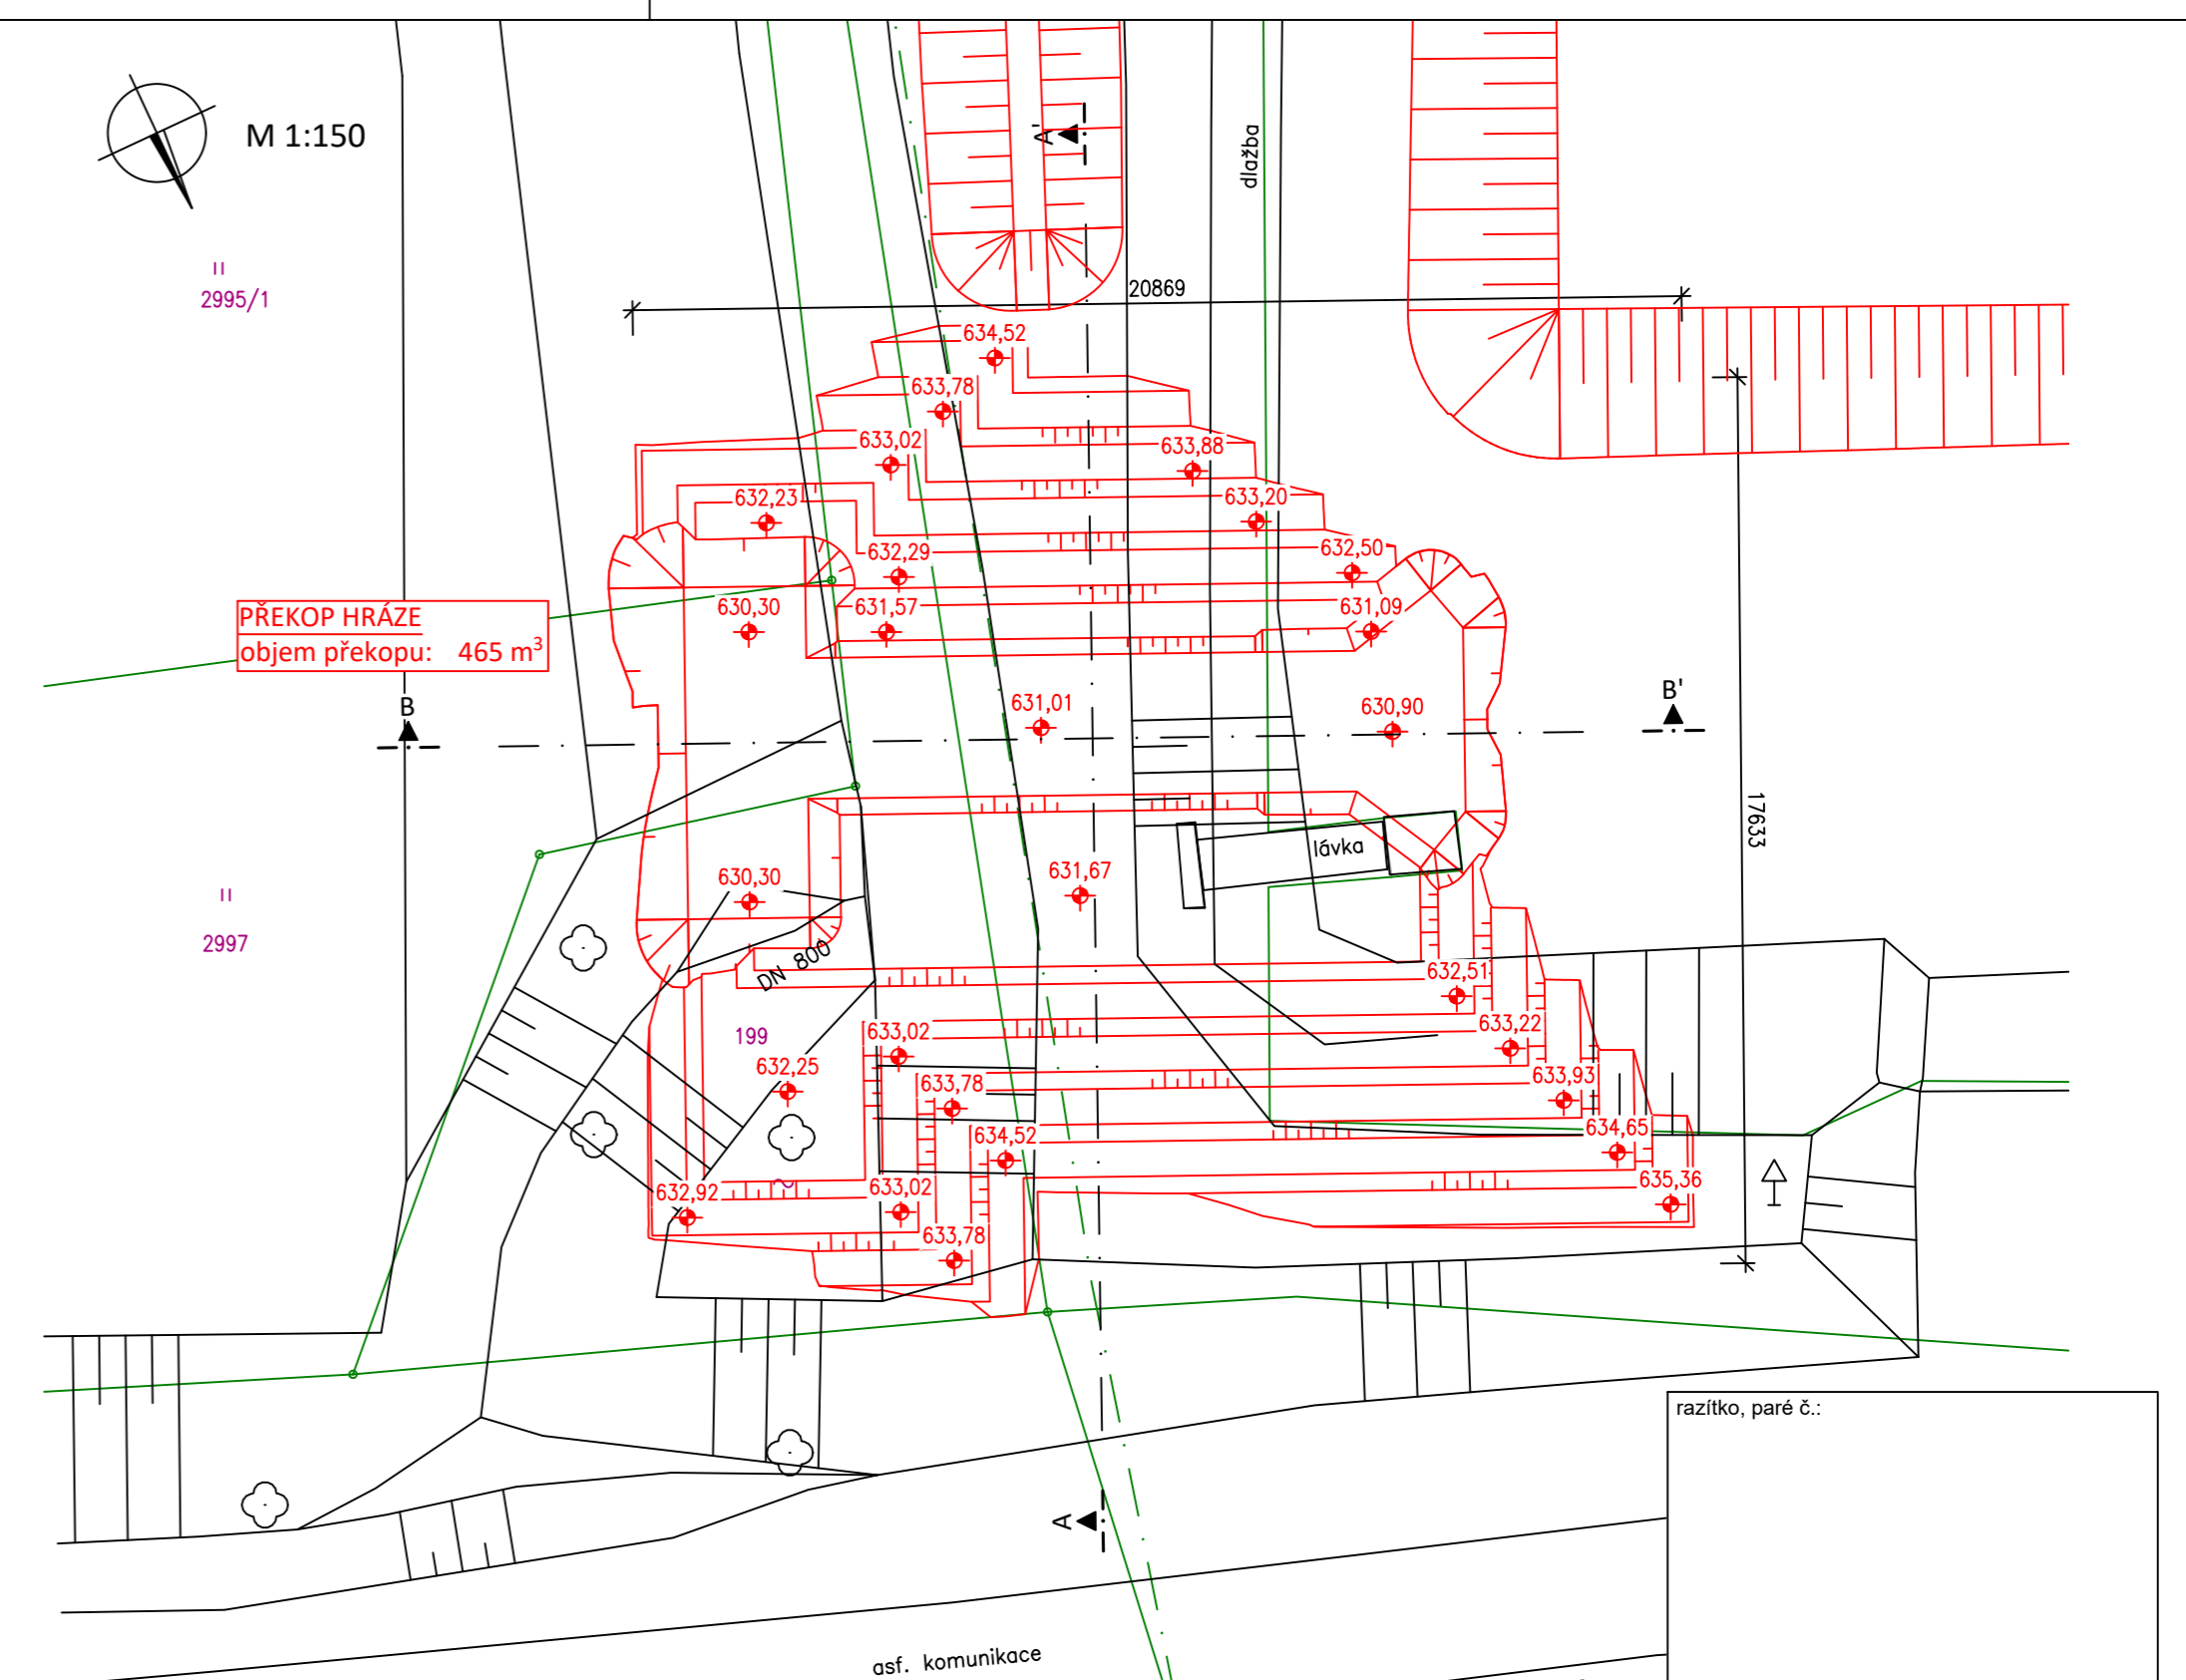 M 1:150
A'
dlažba
II
2995/1
20869
634,52
633,78
633,02
633,88
632,23
633,20
632,29
632,50
PŘEKOP HRÁZE
objem překopu: 465 m³
630,30
631,57
631,09
B
631,01
630,90
B'
17633
lávka
630,30
631,67
II
2997
DN 800
632,51
199
633,02
633,22
632,25
633,78
633,93
634,52
634,65
632,92
633,02
635,36
633,78
razítko, paré č.:
A
asf. komunikace